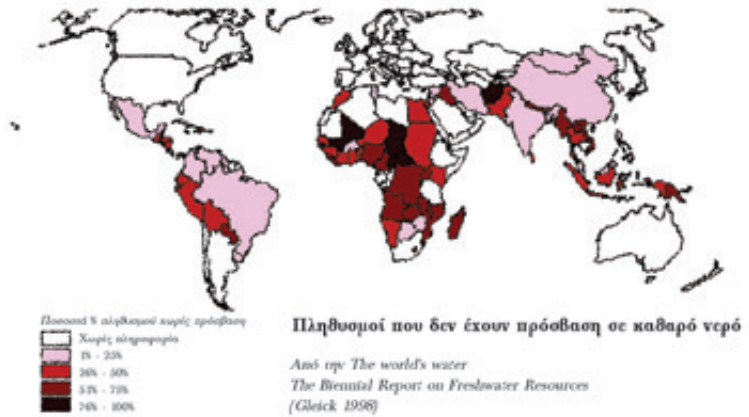 Ποσοστά % πληθυσμού χωρίς πρόσβαση
Χωρίς πληροφορία
1% - 25%
26% - 50%
51% - 75%
76% - 100%
Πληθυσμοί που δεν έχουν πρόσβαση σε καθαρό νερό
Από την The world's water
The Biennial Report on Freshwater Resources
(Gleick 1998)